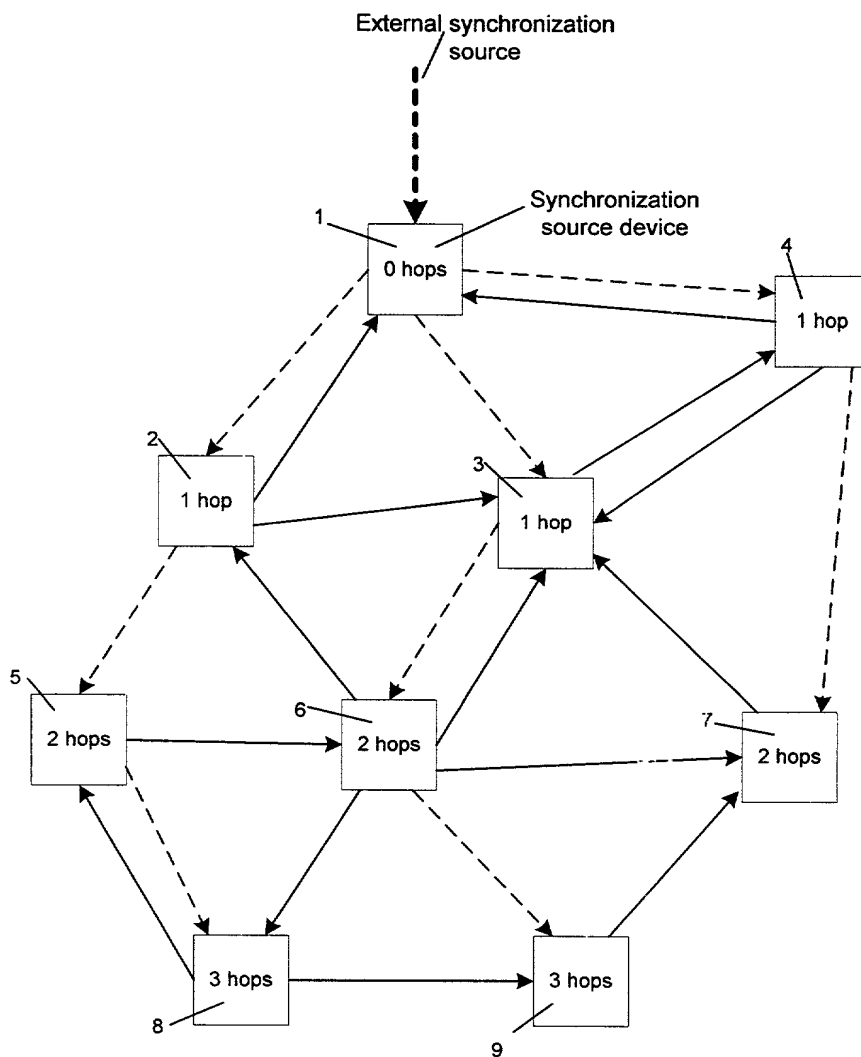 External synchronization
source
Synchronization
source device
1
0 hops
4
1 hop
2
1 hop
3
1 hop
5
2 hops
6
2 hops
7
2 hops
3 hops
8
3 hops
9